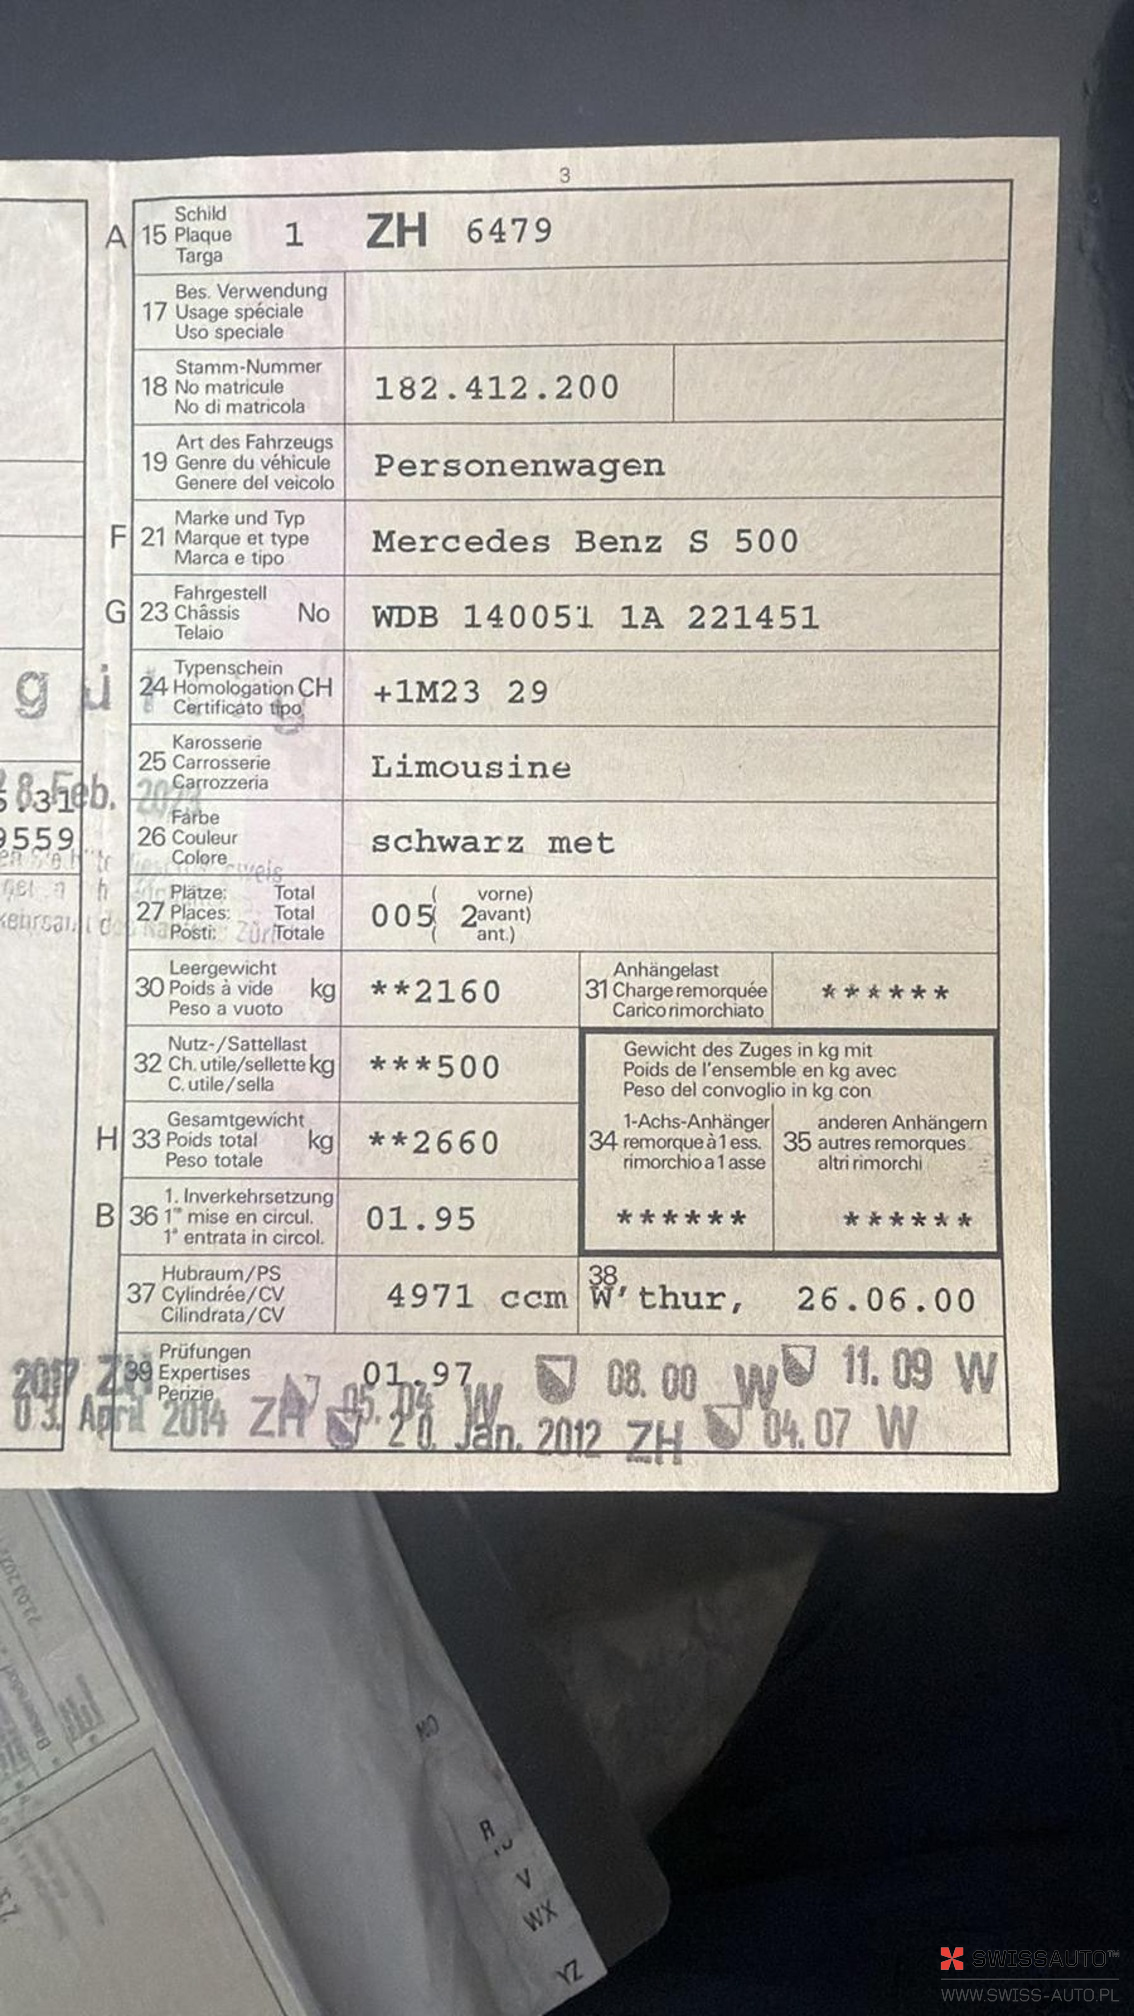 3
A 15 Schild Plaque Targa 1 ZH 6479
17 Bes. Verwendung
Usage spéciale
Uso speciale
18 Stamm-Nummer
No matricule
No di matricola
182.412.200
19 Art des Fahrzeugs
Genre du véhicule
Genere del veicolo
Personenwagen
F 21 Marke und Typ
Marque et type
Marca e tipo
Mercedes Benz S 500
G 23 Fahrgestell
Châssis No
Telaio
WDB 140051 1A 221451
24 Typenschein
Homologation CH
Certificato tipo
+1M23 29
25 Karosserie
Carrosserie
Carrozzeria
Limousine
26 Farbe
Couleur
Colore
schwarz met
27 Plätze: Total
Places: Total
Posti: Totale
005 ( 2 vorne)
( avant)
( ant.)
30 Leergewicht
Poids à vide kg
Peso a vuoto
**2160
31 Anhängelast
Charge remorquée
Carico rimorchiato
******
32 Nutz-/Sattellast
Ch. utile/sellette kg
C. utile/sella
***500
Gewicht des Zuges in kg mit
Poids de l'ensemble en kg avec
Peso del convoglio in kg con
H 33 Gesamtgewicht
Poids total kg
Peso totale
**2660
34 1-Achs-Anhänger
remorque à 1 ess.
rimorchio a 1 asse
******
35 anderen Anhängern
autres remorques
altri rimorchi
******
B 36 1. Inverkehrsetzung
1re mise en circul.
1a entrata in circol.
01.95
37 Hubraum/PS
Cylindrée/CV
Cilindrata/CV
4971 ccm
38
W'thur, 26.06.00
39 Prüfungen
Expertises
Perizie
01.97
08.00 W
11.09 W
2017 ZH
03. April 2014 ZH
05.04 W
20. Jan. 2012 ZH
04.07 W
8 Feb.
9559
R
V
WX
YZ
SWISSAUTO™
WWW.SWISS-AUTO.PL